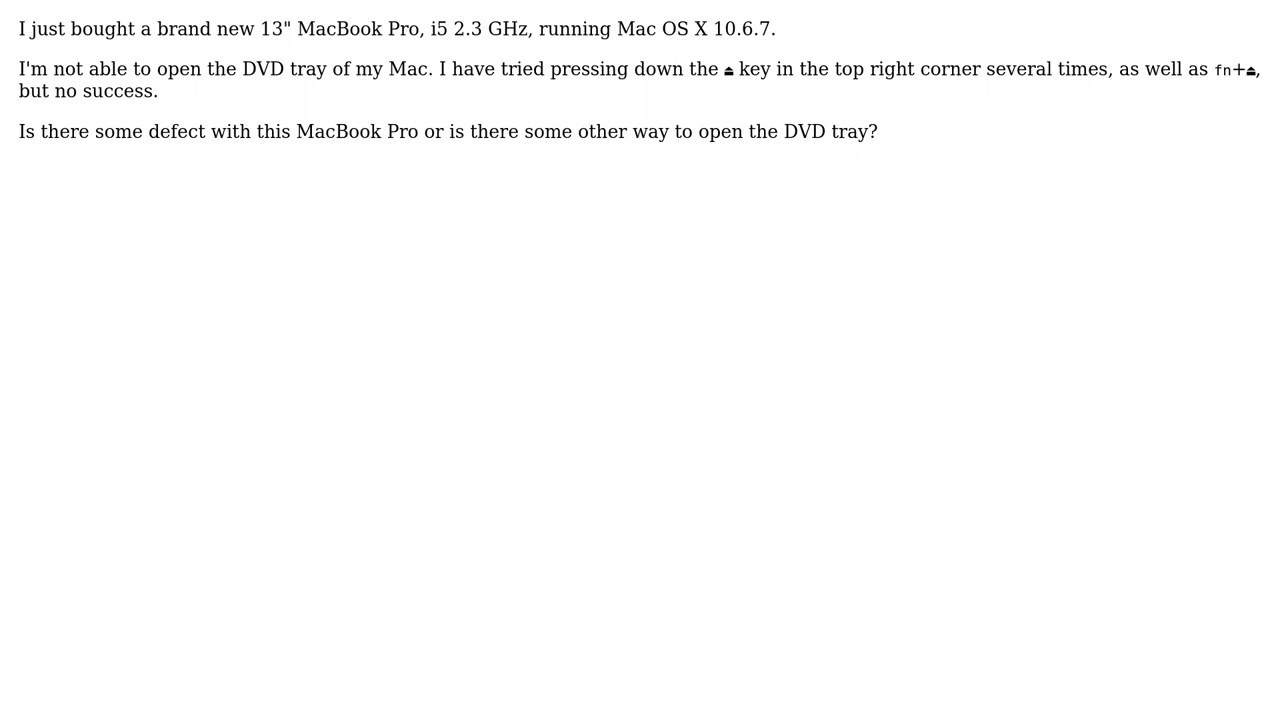 I just bought a brand new 13" MacBook Pro, i5 2.3 GHz, running Mac OS X 10.6.7.
I'm not able to open the DVD tray of my Mac. I have tried pressing down the ⏏ key in the top right corner several times, as well as fn+⏏,
but no success.
Is there some defect with this MacBook Pro or is there some other way to open the DVD tray?